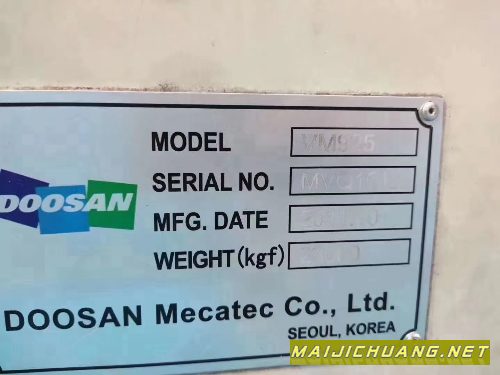 MODEL
SERIAL NO.
DOOSAN
MFG. DATE
WEIGHT(kgf)
DOOSAN Mecatec Co., Ltd.
SEOUL, KOREA
MAIJICHUANG.NET